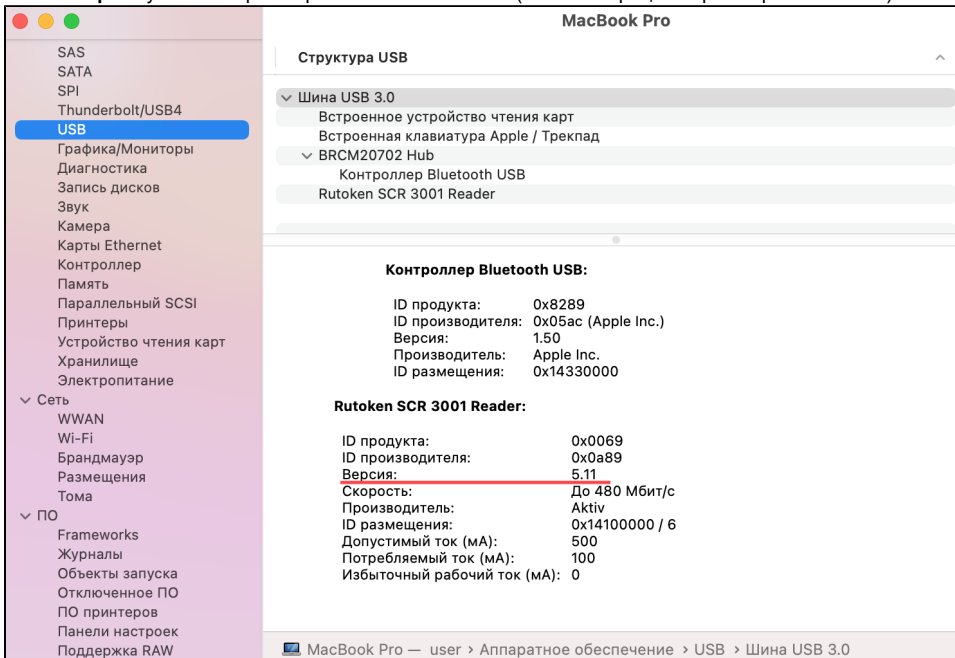 MacBook Pro
SAS
SATA
SPI
Thunderbolt/USB4
USB
Графика/Мониторы
Диагностика
Запись дисков
Звук
Камера
Карты Ethernet
Контроллер
Память
Параллельный SCSI
Принтеры
Устройство чтения карт
Хранилище
Электропитание
Сеть
WWAN
Wi-Fi
Брандмауэр
Размещения
Тома
ПО
Frameworks
Журналы
Объекты запуска
Отключенное ПО
ПО принтеров
Панели настроек
Поддержка RAW
Структура USB
Шина USB 3.0
Встроенное устройство чтения карт
Встроенная клавиатура Apple / Трекпад
BRCM20702 Hub
Контроллер Bluetooth USB
Rutoken SCR 3001 Reader
Контроллер Bluetooth USB:
ID продукта: 0x8289
ID производителя: 0x05ac (Apple Inc.)
Версия: 1.50
Производитель: Apple Inc.
ID размещения: 0x14330000
Rutoken SCR 3001 Reader:
ID продукта: 0x0069
ID производителя: 0x0a89
Версия: 5.11
Скорость: До 480 Мбит/с
Производитель: Aktiv
ID размещения: 0x14100000 / 6
Допустимый ток (мА): 500
Потребляемый ток (мА): 100
Избыточный рабочий ток (мА): 0
MacBook Pro — user › Аппаратное обеспечение › USB › Шина USB 3.0